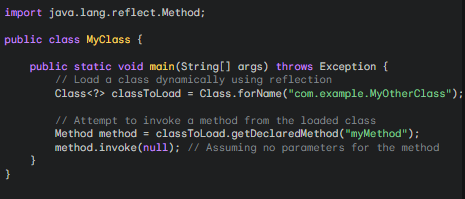 import java.lang.reflect.Method;
public class MyClass {
public static void main(String[] args) throws Exception {
// Load a class dynamically using reflection
Class<?> classToLoad = Class.forName("com.example.MyOtherClass");
// Attempt to invoke a method from the loaded class
Method method = classToLoad.getDeclaredMethod("myMethod");
method.invoke(null); // Assuming no parameters for the method
}
}